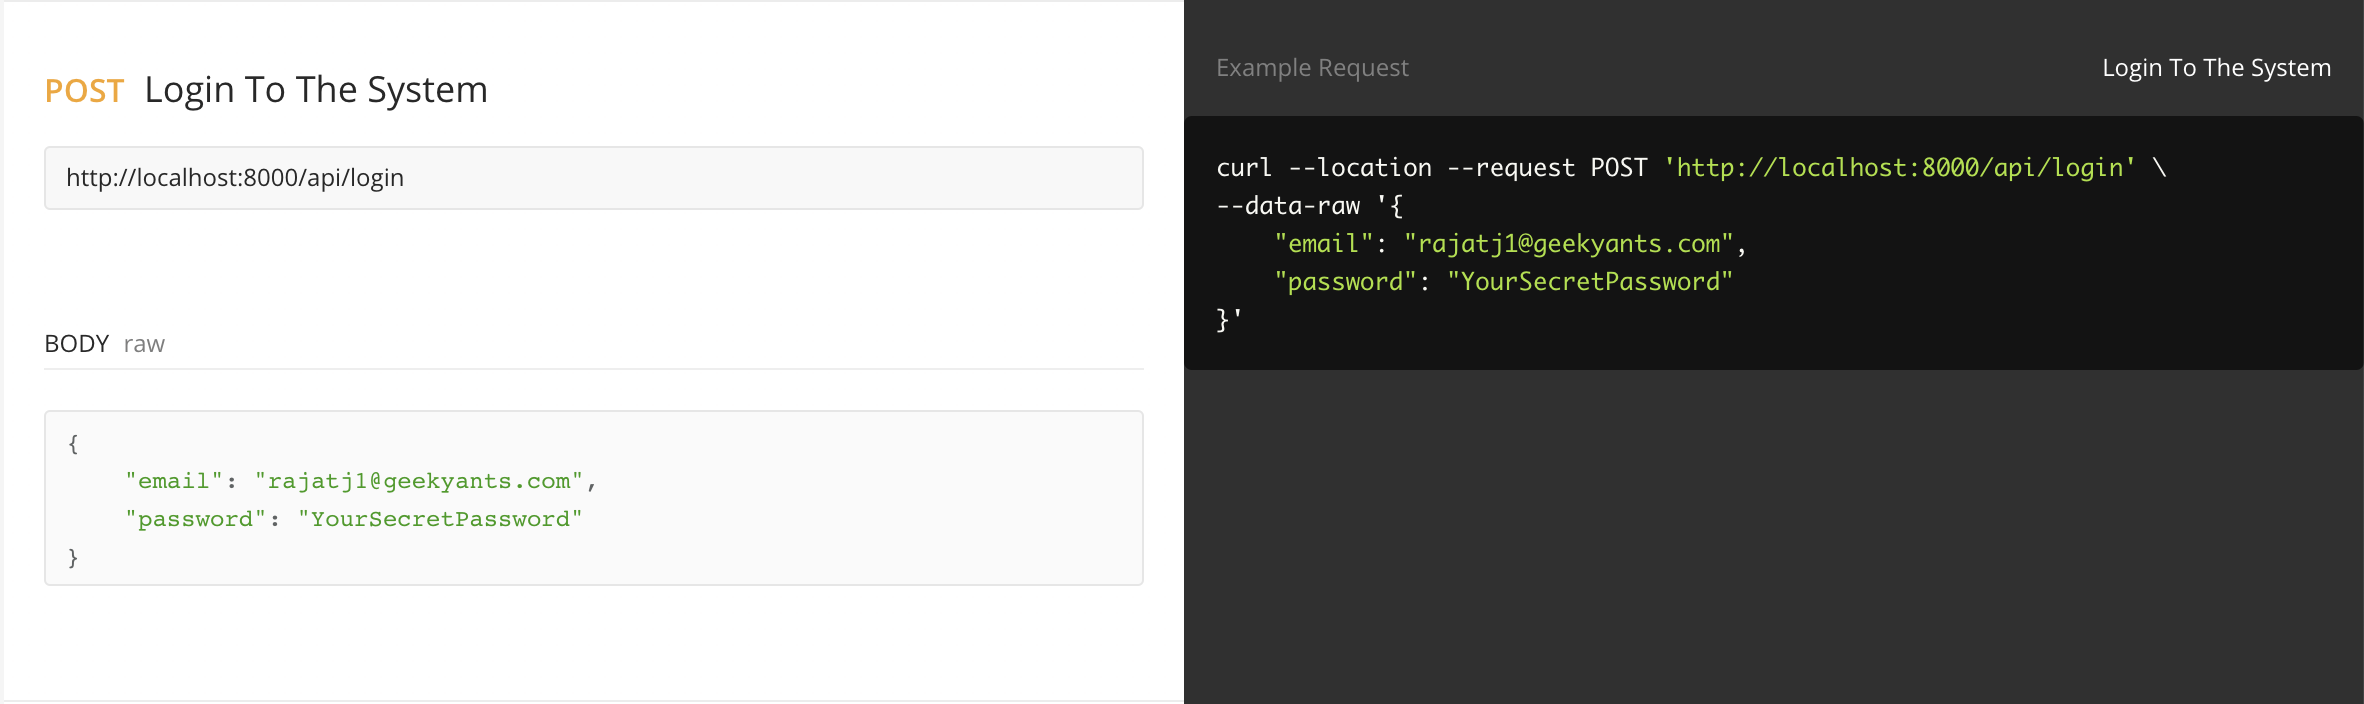 POST Login To The System
http://localhost:8000/api/login
BODY raw
{
    "email": "rajatj1@geekyants.com",
    "password": "YourSecretPassword"
}
Example Request
Login To The System
curl --location --request POST 'http://localhost:8000/api/login' \
--data-raw '{
    "email": "rajatj1@geekyants.com",
    "password": "YourSecretPassword"
}'